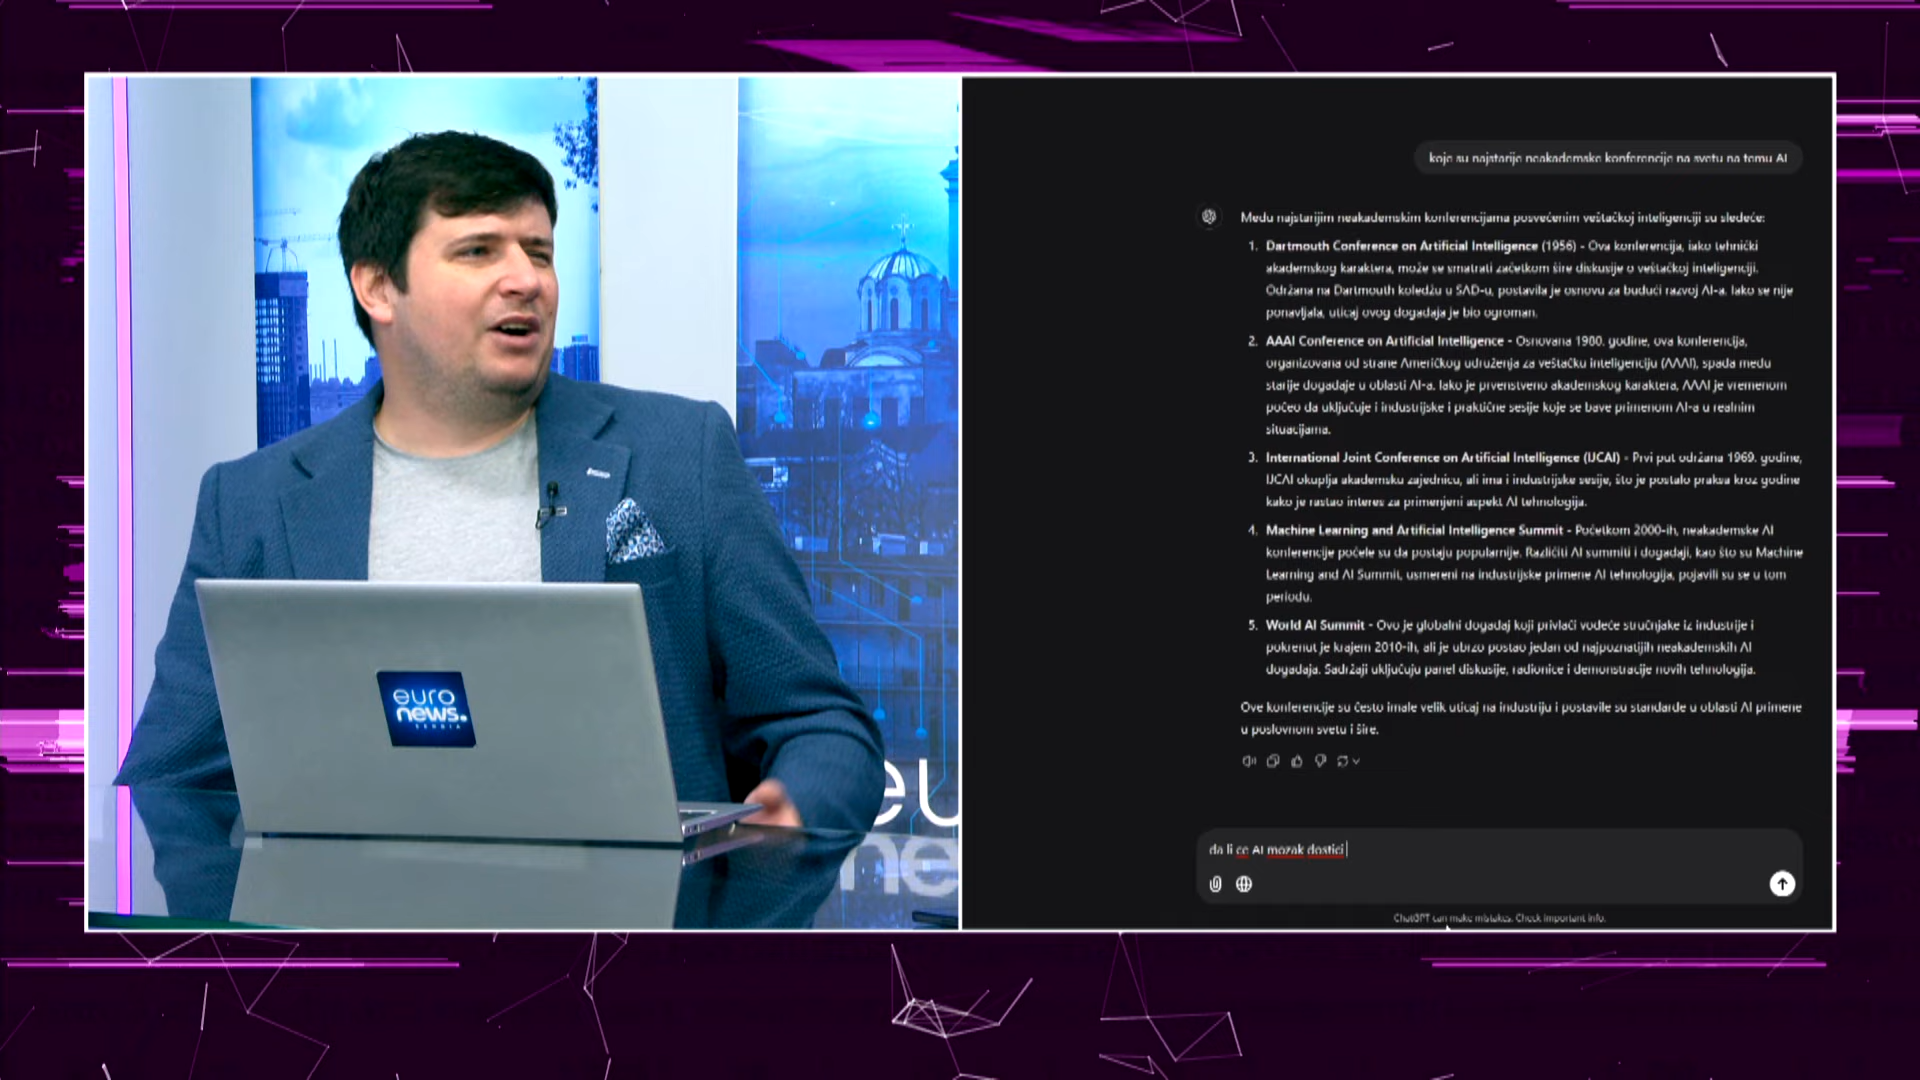 euro
news.
SERBIA
eu
ne
koje su najstarije neakademske konferencije na svetu na temu AI
Među najstarijim neakademskim konferencijama posvećenim veštačkoj inteligenciji su sledeće:
1. Dartmouth Conference on Artificial Intelligence (1956) - Ova konferencija, iako tehnički
akademskog karaktera, može se smatrati začetkom šire diskusije o veštačkoj inteligenciji.
Održana na Dartmouth koledžu u SAD-u, postavila je osnovu za budući razvoj AI-a. Iako se nije
ponavljala, uticaj ovog događaja je bio ogroman.
2. AAAI Conference on Artificial Intelligence - Osnovana 1980. godine, ova konferencija,
organizovana od strane Američkog udruženja za veštačku inteligenciju (AAAI), spada među
starije događaje u oblasti AI-a. Iako je prvenstveno akademskog karaktera, AAAI je vremenom
počeo da uključuje i industrijske i praktične sesije koje se bave primenom AI-a u realnim
situacijama.
3. International Joint Conference on Artificial Intelligence (IJCAI) - Prvi put održana 1969. godine,
IJCAI okuplja akademsku zajednicu, ali ima i industrijske sesije, što je postalo praksa kroz godine
kako je rastao interes za primenjeni aspekt AI tehnologija.
4. Machine Learning and Artificial Intelligence Summit - Početkom 2000-ih, neakademske AI
konferencije počele su da postaju popularnije. Različiti AI summiti i događaji, kao što su Machine
Learning and AI Summit, usmereni na industrijske primene AI tehnologija, pojavili su se u tom
periodu.
5. World AI Summit - Ovo je globalni događaj koji privlači vodeće stručnjake iz industrije i
pokrenut je krajem 2010-ih, ali je ubrzo postao jedan od najpoznatijih neakademskih AI
događaja. Sadržaji uključuju panel diskusije, radionice i demonstracije novih tehnologija.
Ove konferencije su često imale velik uticaj na industriju i postavile su standarde u oblasti AI primene
u poslovnom svetu i šire.
da li ce AI mozak dostici
ChatGPT can make mistakes. Check important info.